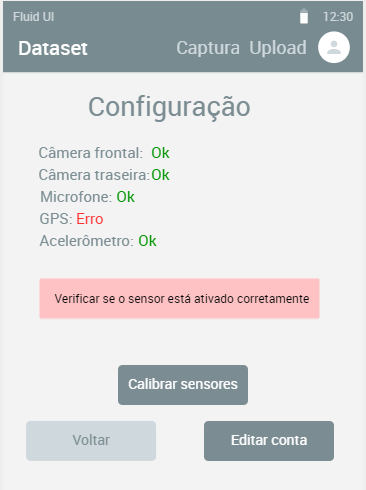 Fluid UI 12:30
Dataset Captura Upload
Configuração
Câmera frontal: Ok
Câmera traseira: Ok
Microfone: Ok
GPS: Erro
Acelerômetro: Ok
Verificar se o sensor está ativado corretamente
Calibrar sensores
Voltar Editar conta